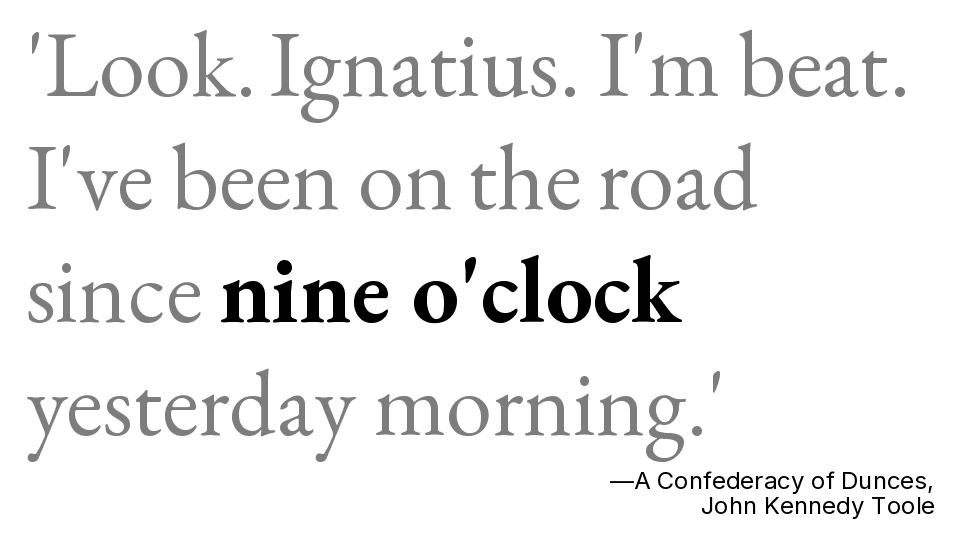 'Look. Ignatius. I'm beat.
I've been on the road
since nine o'clock
yesterday morning.'
—A Confederacy of Dunces,
John Kennedy Toole